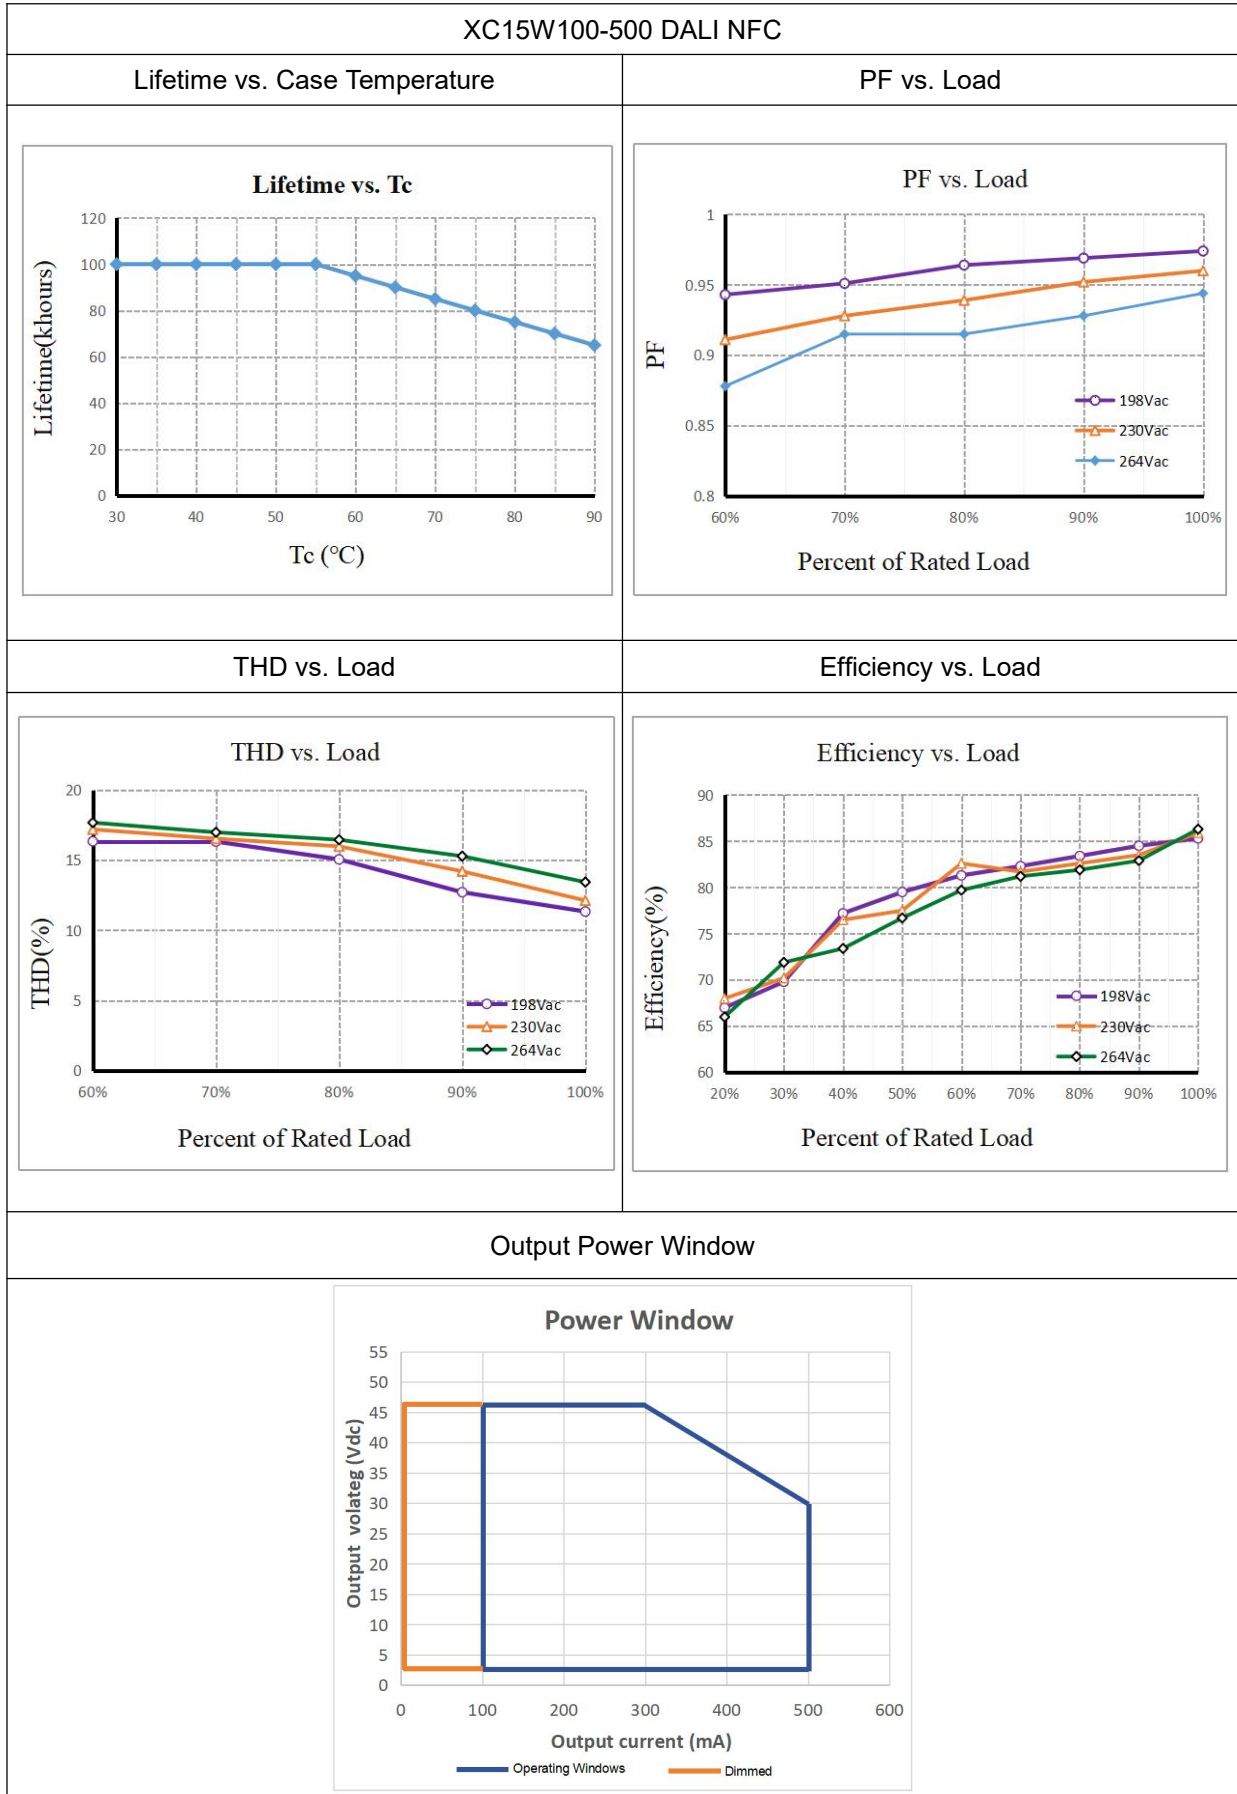 XC15W100-500 DALI NFC
Lifetime vs. Case Temperature
PF vs. Load
Lifetime vs. Tc
120
100
80
60
40
20
0
30 40 50 60 70 80 90
Lifetime(khours)
Tc (℃)
PF vs. Load
1
0.95
0.9
0.85
0.8
60% 70% 80% 90% 100%
PF
198Vac
230Vac
264Vac
Percent of Rated Load
THD vs. Load
Efficiency vs. Load
THD vs. Load
20
15
10
5
0
60% 70% 80% 90% 100%
THD(%)
198Vac
230Vac
264Vac
Percent of Rated Load
Efficiency vs. Load
90
85
80
75
70
65
60
20% 30% 40% 50% 60% 70% 80% 90% 100%
Efficiency(%)
198Vac
230Vac
264Vac
Percent of Rated Load
Output Power Window
Power Window
55
50
45
40
35
30
25
20
15
10
5
0
0 100 200 300 400 500 600
Output volateg (Vdc)
Output current (mA)
Operating Windows
Dimmed